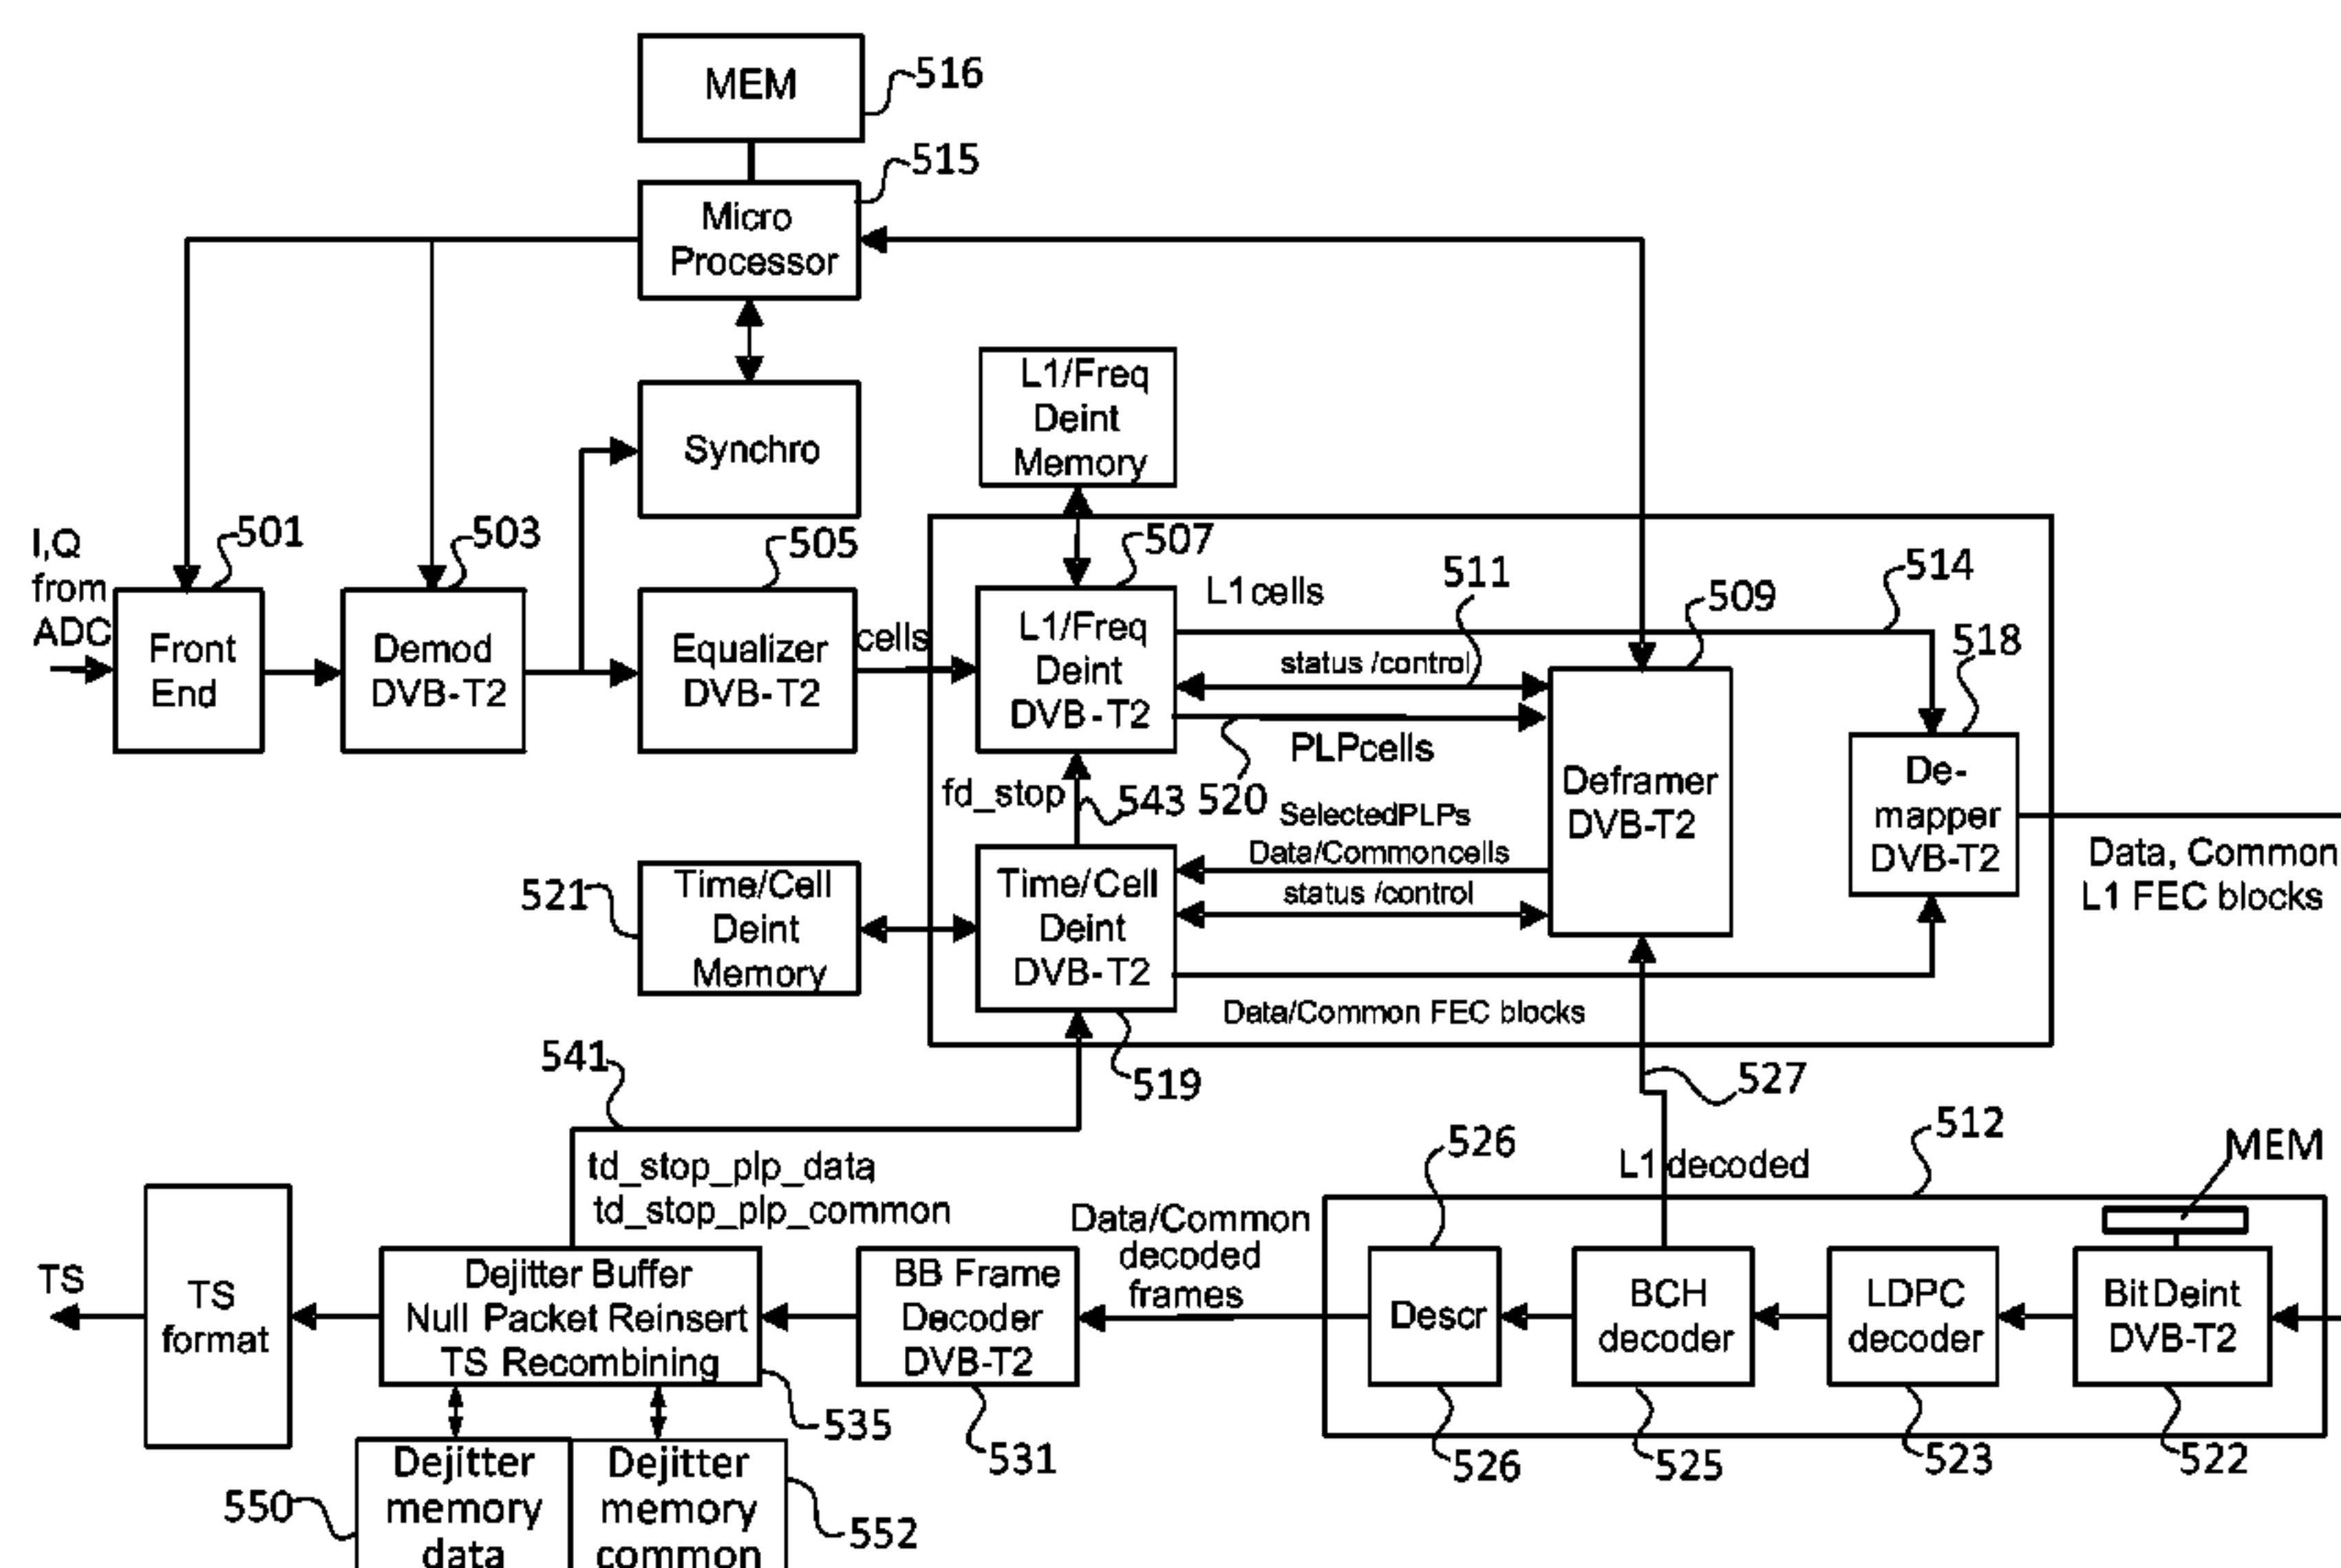 MEM
516
515
Micro
Processor
L1/Freq
Deint
Memory
Synchro
I,Q
from
ADC
501
503
505
507
511
514
509
518
Front
End
Demod
DVB-T2
Equalizer
DVB-T2
cells
L1/Freq
Deint
DVB-T2
L1cells
status /control
PLPcells
fd_stop
543
520
SelectedPLPs
Data/Commoncells
status /control
Deframer
DVB-T2
De-
mapper
DVB-T2
Data, Common
L1 FEC blocks
521
Time/Cell
Deint
Memory
Time/Cell
Deint
DVB-T2
Data/Common FEC blocks
541
519
527
td_stop_plp_data
td_stop_plp_common
526
L1 decoded
512
MEM
Data/Common
decoded
frames
TS
TS
format
Dejitter Buffer
Null Packet Reinsert
TS Recombining
BB Frame
Decoder
DVB-T2
Descr
BCH
decoder
LDPC
decoder
Bit Deint
DVB-T2
535
531
526
525
523
522
550
Dejitter
memory
data
Dejitter
memory
common
552